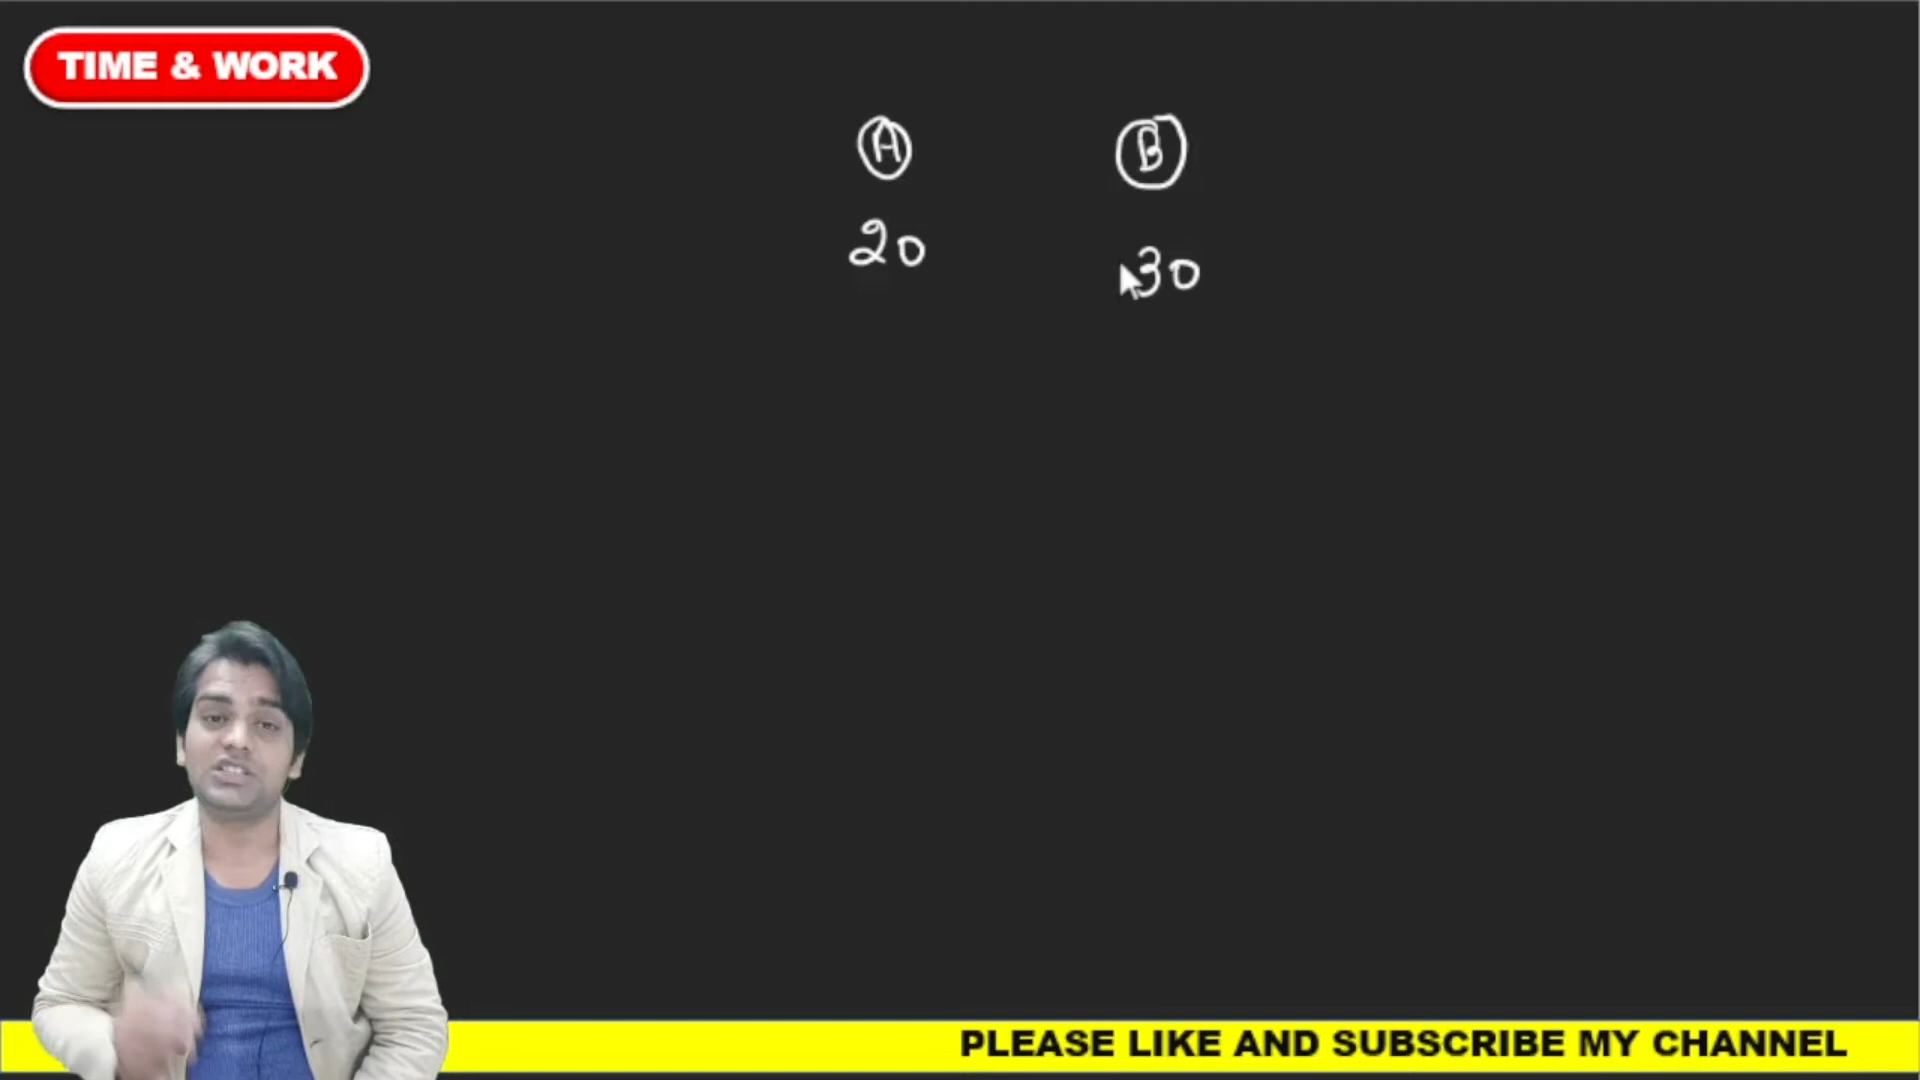 TIME & WORK
A B
20 30
PLEASE LIKE AND SUBSCRIBE MY CHANNEL